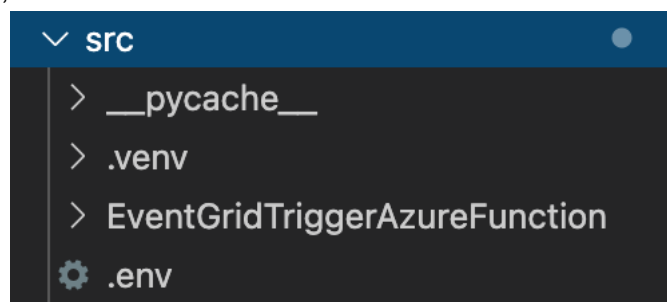 src
__pycache__
.venv
EventGridTriggerAzureFunction
.env